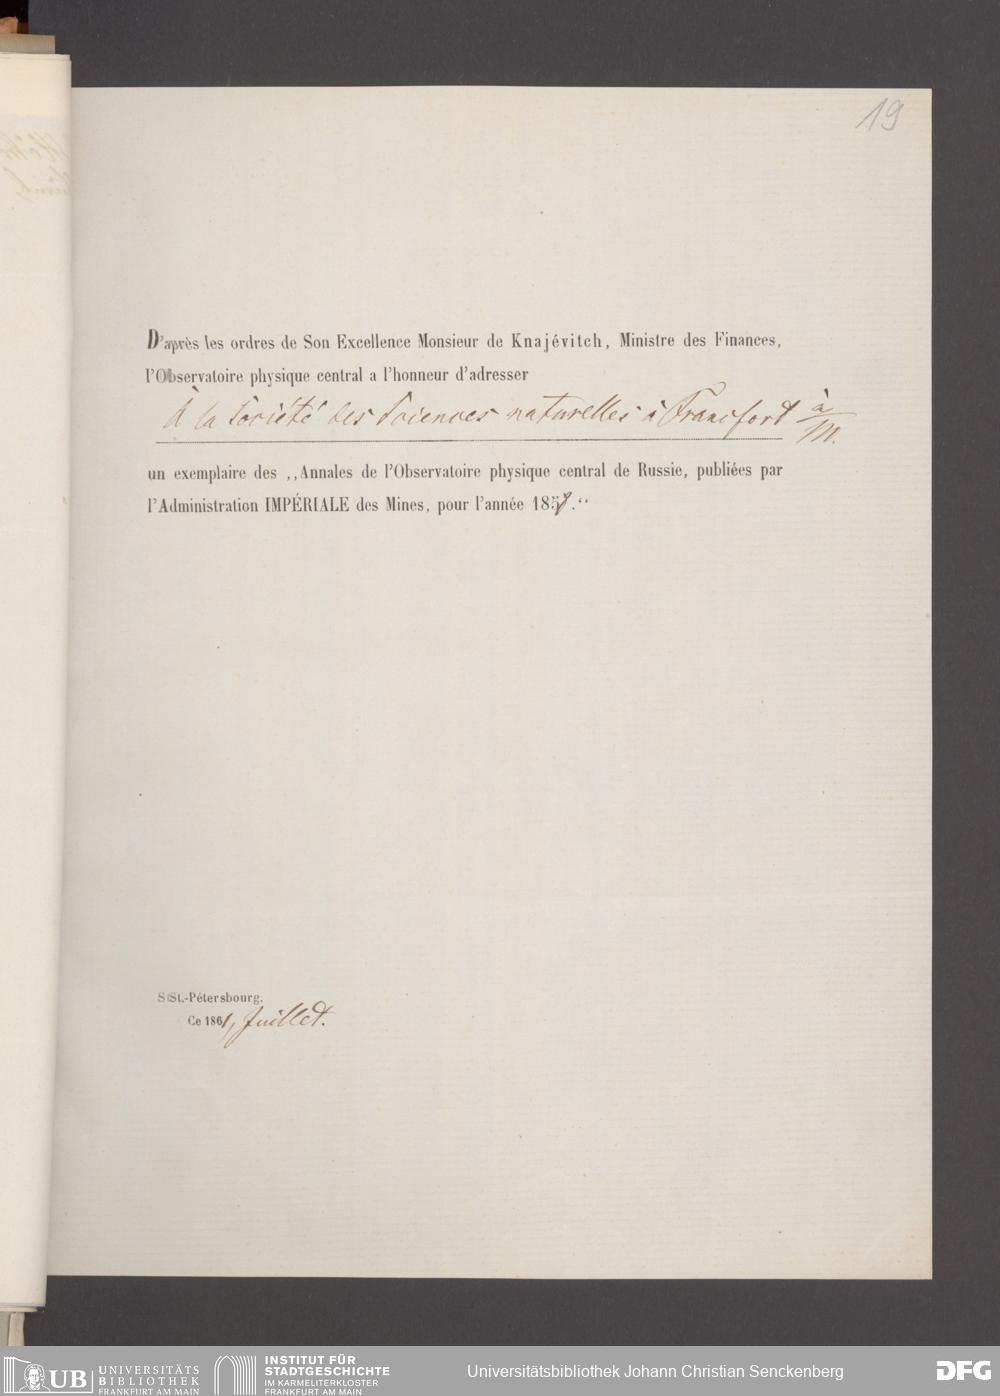 19
D'après les ordres de Son Excellence Monsieur de Knajévitch, Ministre des Finances,
l'Observatoire physique central a l'honneur d'adresser
À la Société des Sciences naturelles à Francfort à/M.
un exemplaire des ,,Annales de l'Observatoire physique central de Russie, publiées par
l'Administration IMPÉRIALE des Mines, pour l'année 185
St.-Pétersbourg.
Ce 1861, Juillet.
UB UNIVERSITÄTS
BIBLIOTHEK
FRANKFURT AM MAIN
INSTITUT FÜR
STADTGESCHICHTE
IM KARMELITERKLOSTER
FRANKFURT AM MAIN
Universitätsbibliothek Johann Christian Senckenberg
DFG